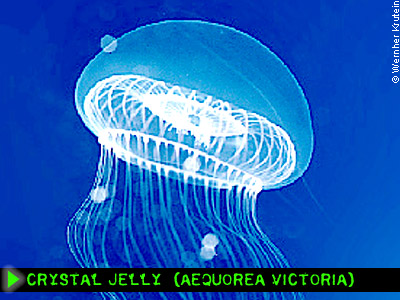 © Wernher Krutein
CRYSTAL JELLY (AEQUOREA VICTORIA)